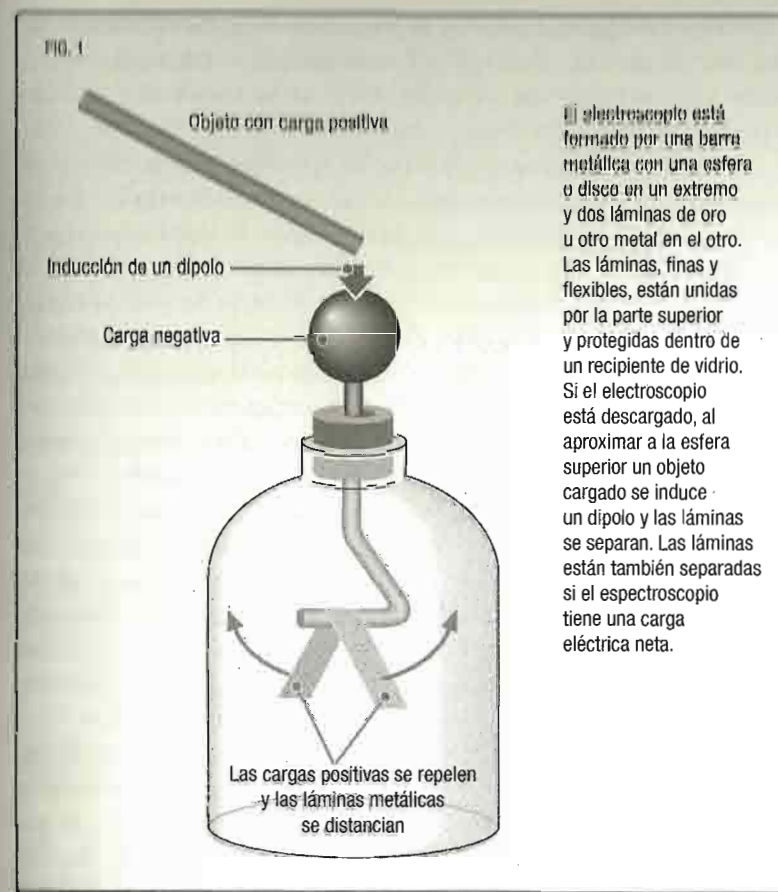 FIG. 1
Objeto con carga positiva
Inducción de un dipolo
Carga negativa
Las cargas positivas se repelen
y las láminas metálicas
se distancian
El electroscopio está
formado por una barra
metálica con una esfera
o disco en un extremo
y dos láminas de oro
u otro metal en el otro.
Las láminas, finas y
flexibles, están unidas
por la parte superior
y protegidas dentro de
un recipiente de vidrio.
Si el electroscopio
está descargado, al
aproximar a la esfera
superior un objeto
cargado se induce
un dipolo y las láminas
se separan. Las láminas
están también separadas
si el espectroscopio
tiene una carga
eléctrica neta.